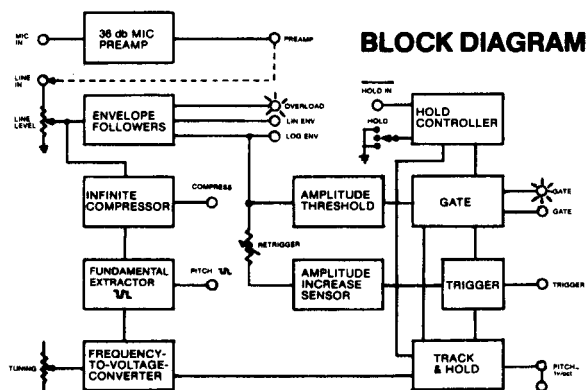 BLOCK DIAGRAM
MIC IN
36 db MIC PREAMP
PREAMP
LINE IN
LINE LEVEL
ENVELOPE FOLLOWERS
OVERLOAD
LIN ENV
LOG ENV
HOLD IN
HOLD
HOLD CONTROLLER
INFINITE COMPRESSOR
COMPRESS
AMPLITUDE THRESHOLD
GATE
GATE
GATE
RETRIGGER
FUNDAMENTAL EXTRACTOR
PITCH
AMPLITUDE INCREASE SENSOR
TRIGGER
TRIGGER
TUNING
FREQUENCY-TO-VOLTAGE-CONVERTER
TRACK & HOLD
PITCH-
1v/oct